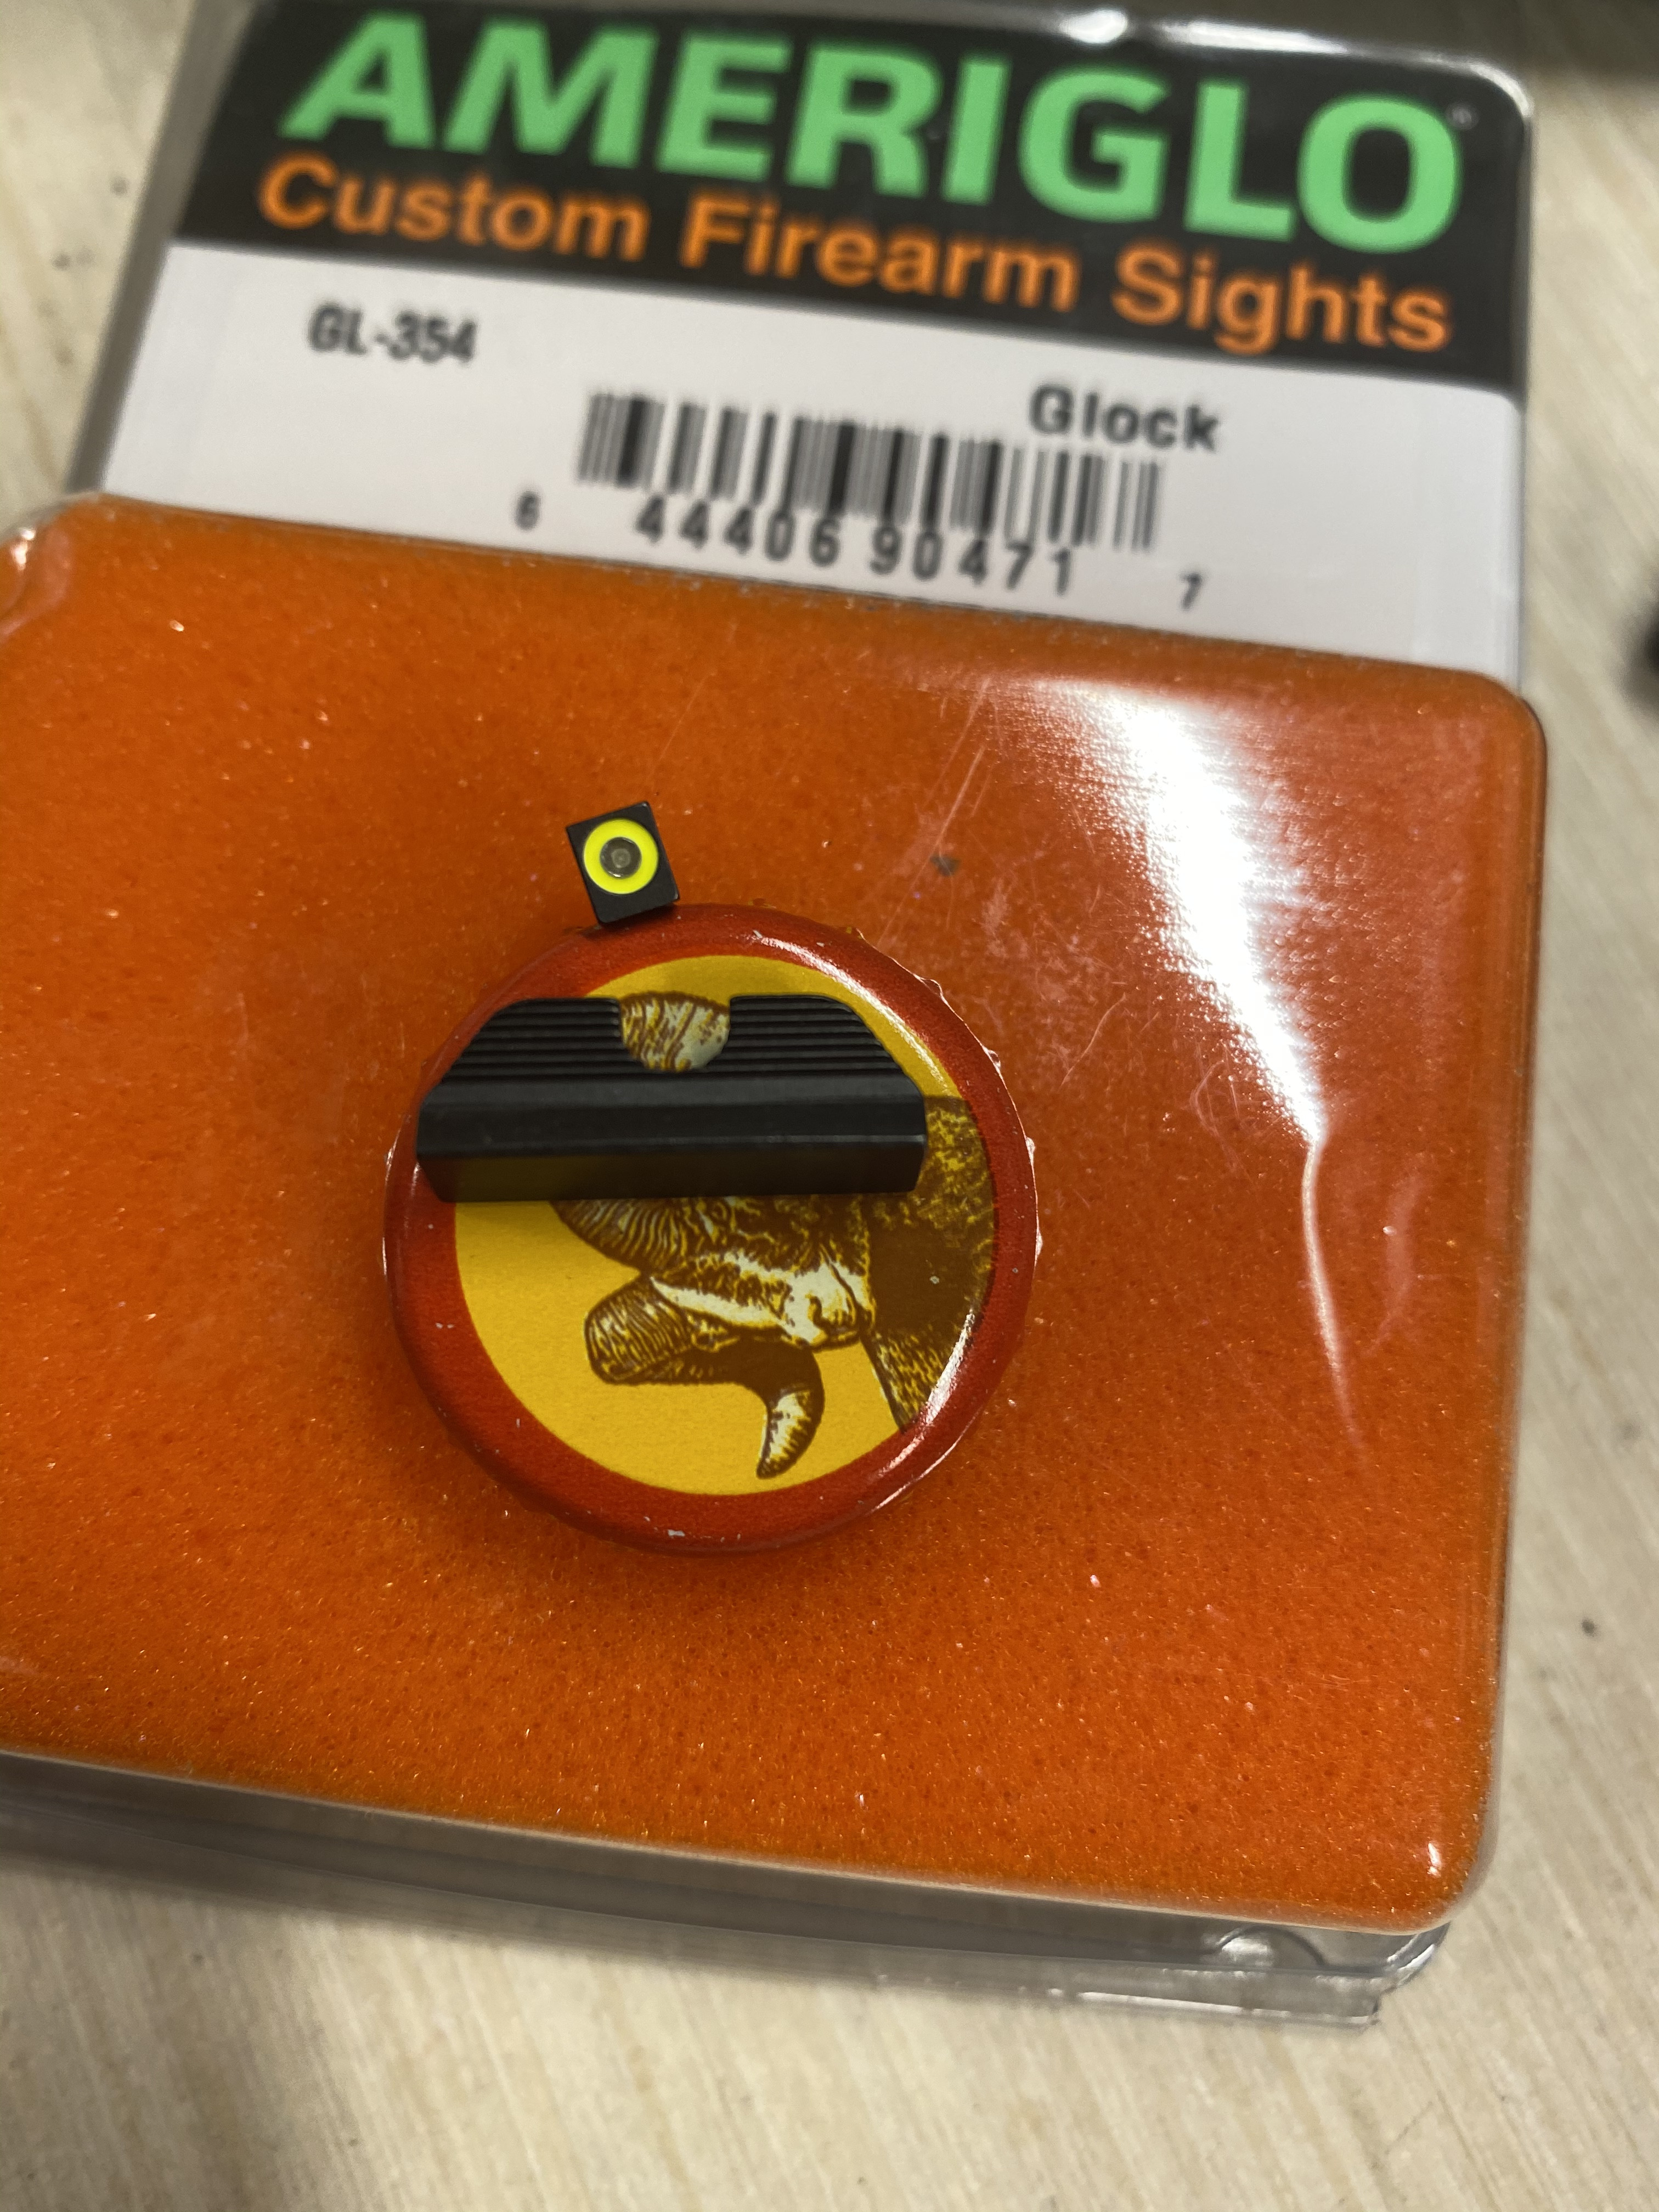 AMERIGLO®
Custom Firearm Sights
GL-354
Glock
6 44406 90471 7